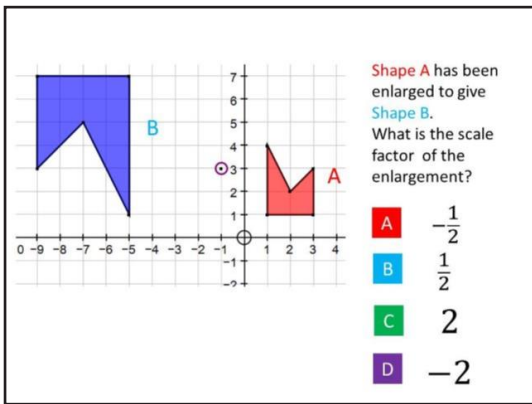 Shape A has been
enlarged to give
Shape B.
What is the scale
factor of the
enlargement?
7
6
5
4
3
2
1
B
A
0 -9 -8 -7 -6 -5 -4 -3 -2 -1 1 2 3 4
-1
-2
A -1/2
B 1/2
C 2
D -2